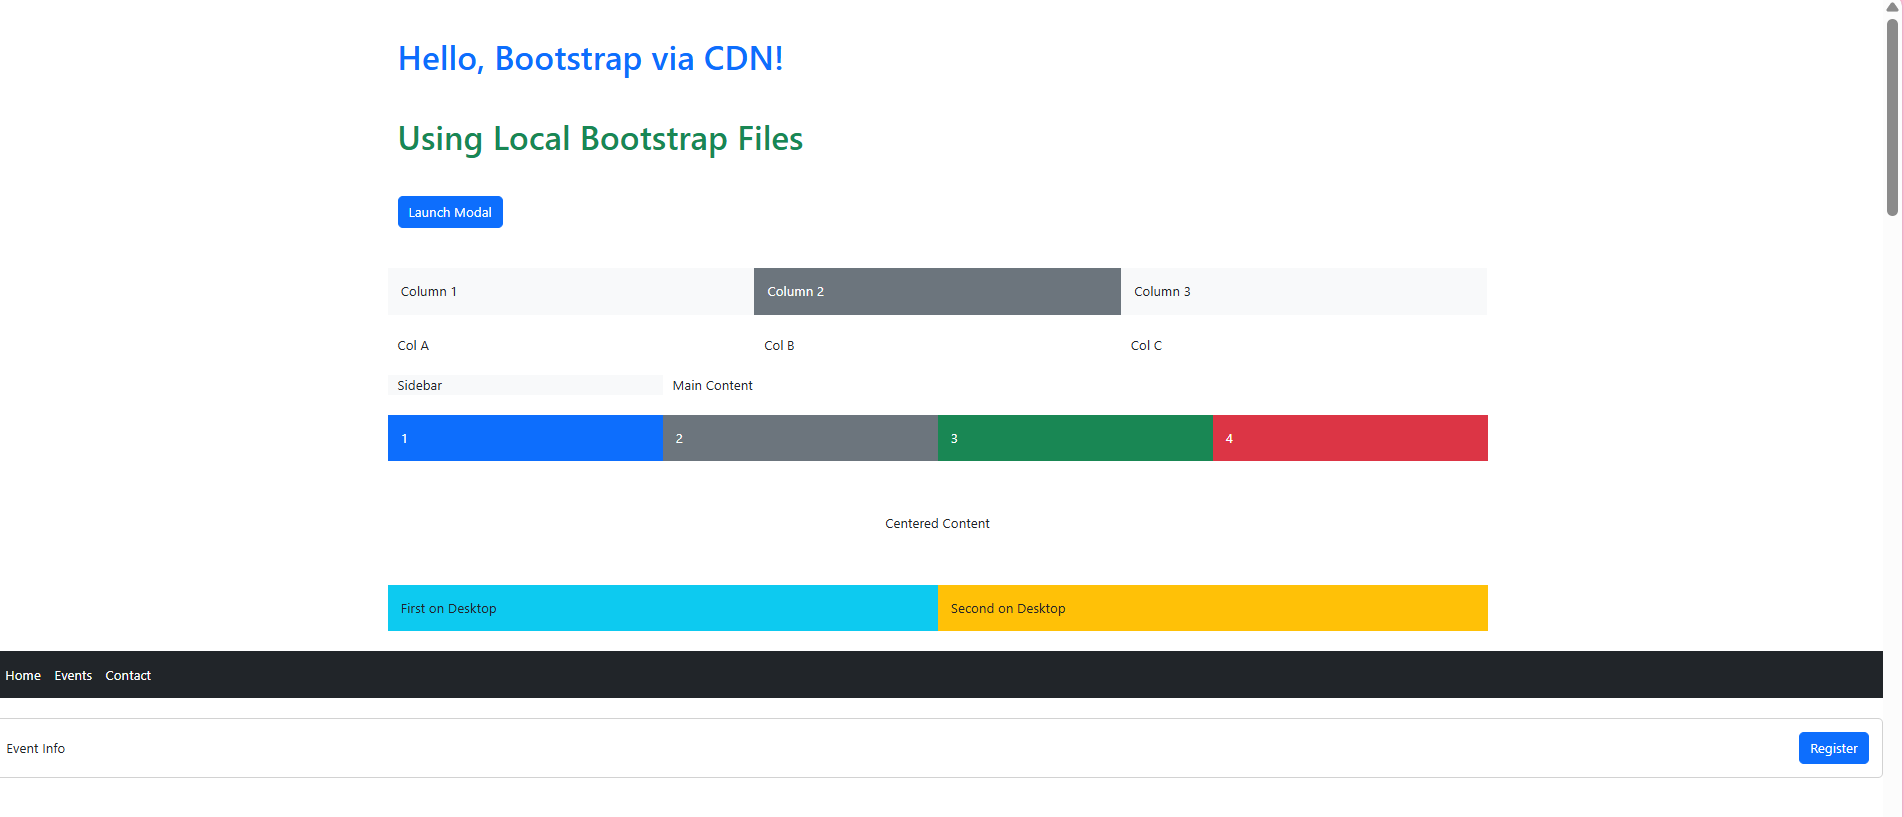 Hello, Bootstrap via CDN!
Using Local Bootstrap Files
Launch Modal
Column 1 Column 2 Column 3
Col A Col B Col C
Sidebar Main Content
1 2 3 4
Centered Content
First on Desktop Second on Desktop
Home Events Contact
Event Info Register